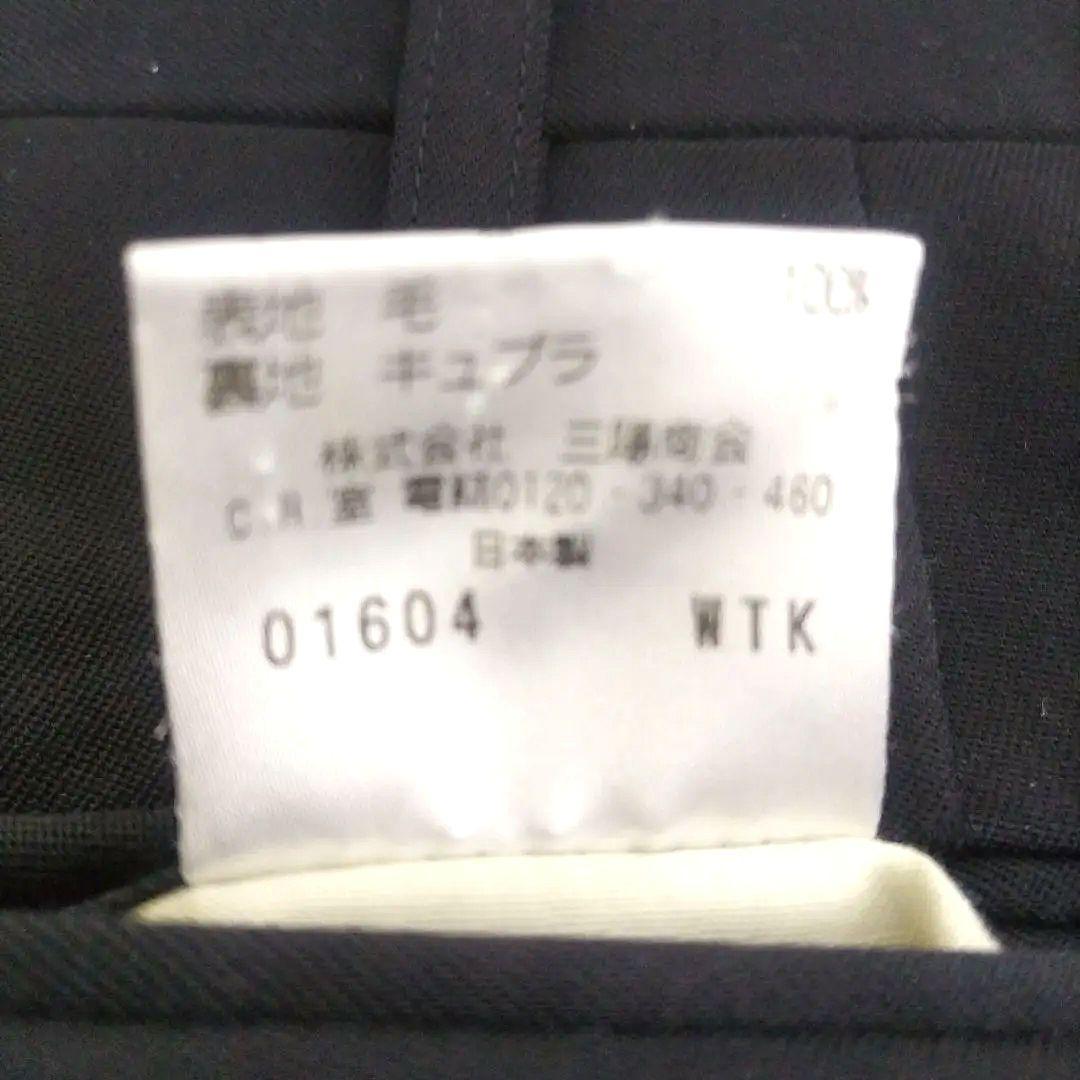 表地 毛 100%
裏地 キュプラ
株式会社 三陽商会
C.R 室 電話0120-340-460
日本製
01604 WTK